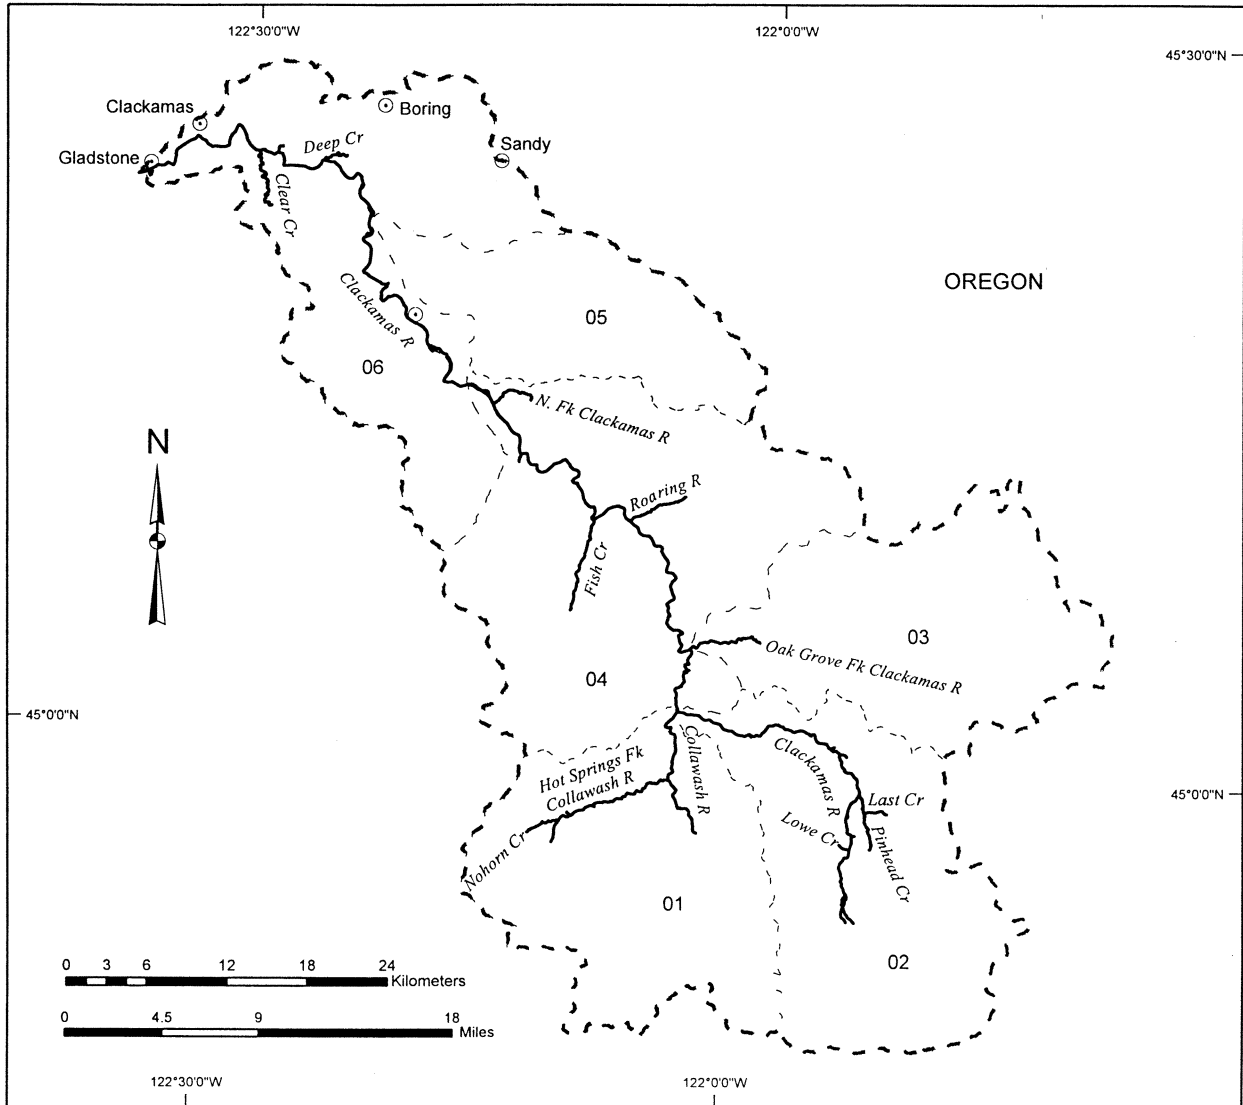 122°30'0"W
122°0'0"W
45°30'0"N
Clackamas
Boring
Gladstone
Deep Cr
Sandy
Clear Cr
OREGON
Clackamas R
05
06
N. Fk Clackamas R
N
Roaring R
Fish Cr
03
Oak Grove Fk Clackamas R
04
45°0'0"N
Collawash R
Clackamas R
Hot Springs Fk
Collawash R
45°0'0"N
Last Cr
Lowe Cr
Pinhead Cr
Nohorn Cr
01
02
0 3 6 12 18 24
Kilometers
0 4.5 9 18
Miles
122°30'0"W
122°0'0"W